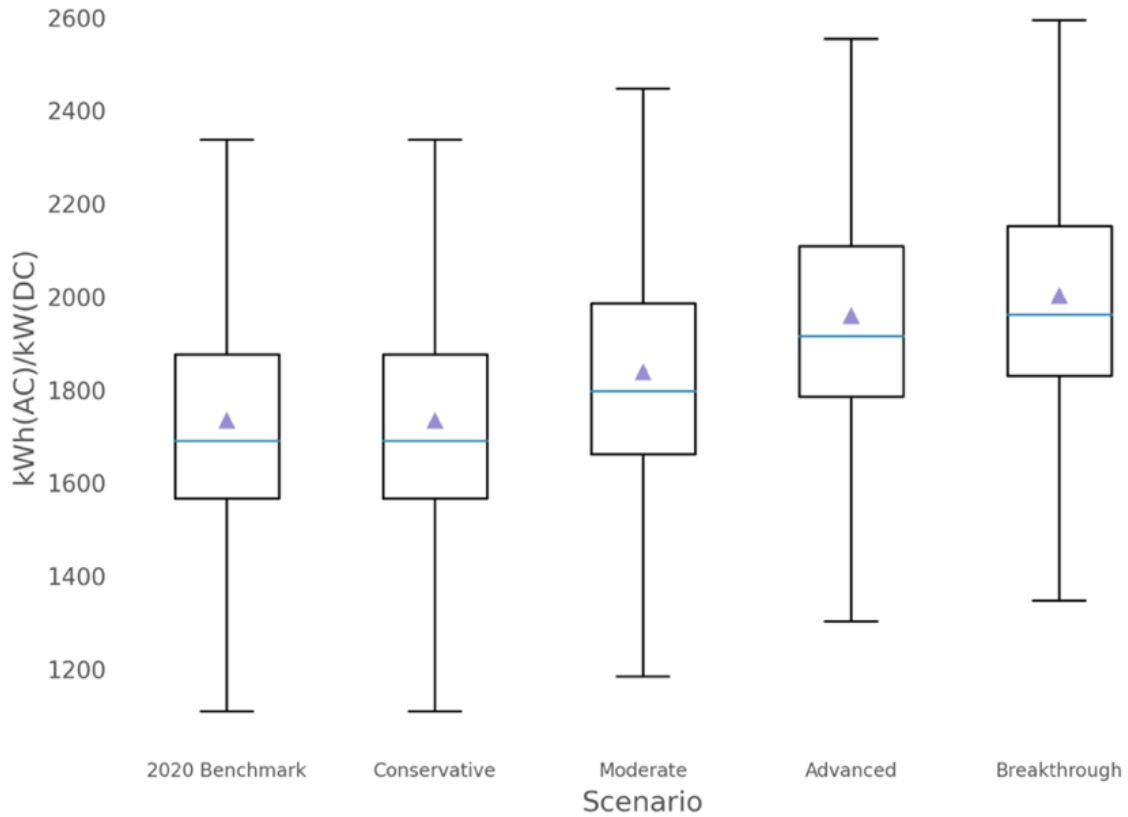 2600
2400
2200
2000
1800
1600
1400
1200
kWh(AC)/kW(DC)
2020 Benchmark
Conservative
Moderate
Advanced
Breakthrough
Scenario